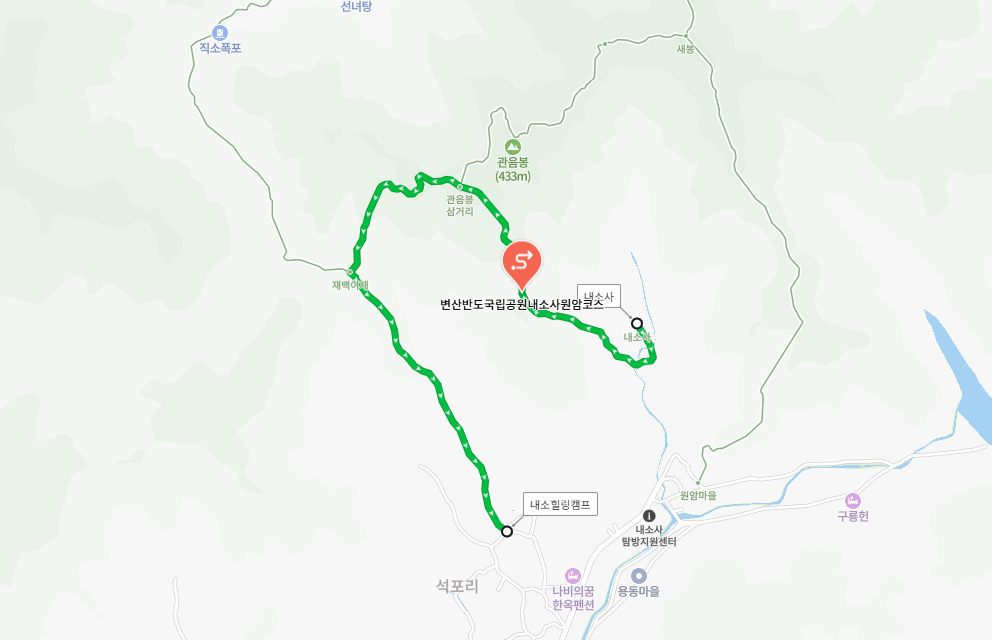 선녀탕
직소폭포
새봉
관음봉
(433m)
관음봉
삼거리
재백이재
내소사
변산반도국립공원내소사원암코스
내소사
내소힐링캠프
원암마을
구룡헌
내소사
탐방지원센터
석포리
나비의꿈
한옥펜션
용동마을